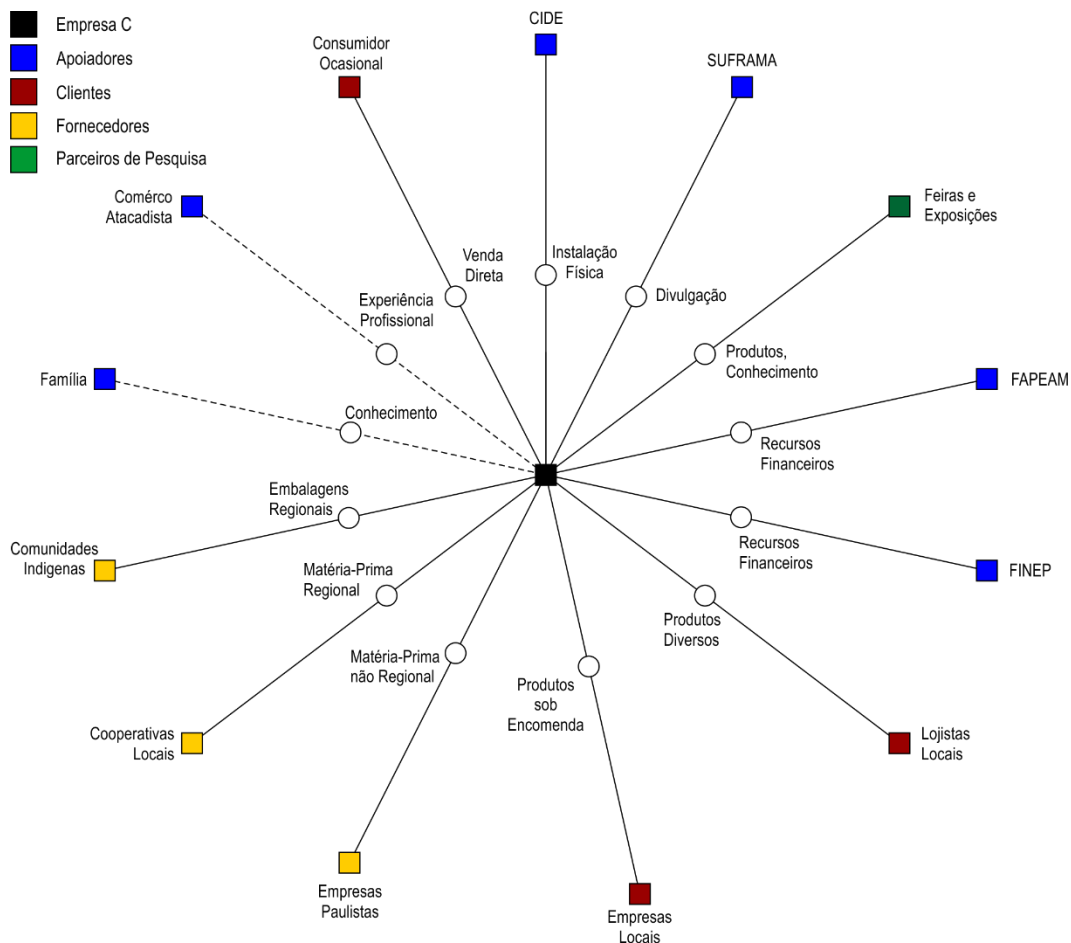 Empresa C
Apoiadores
Clientes
Fornecedores
Parceiros de Pesquisa
CIDE
Consumidor
Ocasional
SUFRAMA
Comérco
Atacadista
Feiras e
Exposições
Venda
Direta
Instalação
Física
Divulgação
Experiência
Profissional
Produtos,
Conhecimento
Família
FAPEAM
Conhecimento
Recursos
Financeiros
Embalagens
Regionais
Recursos
Financeiros
Comunidades
Indigenas
FINEP
Matéria-Prima
Regional
Produtos
Diversos
Matéria-Prima
não Regional
Produtos
sob
Encomenda
Cooperativas
Locais
Lojistas
Locais
Empresas
Paulistas
Empresas
Locais